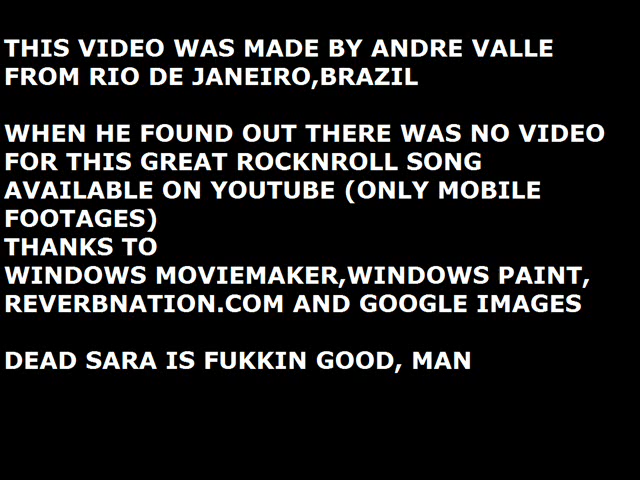 THIS VIDEO WAS MADE BY ANDRE VALLE
FROM RIO DE JANEIRO,BRAZIL
WHEN HE FOUND OUT THERE WAS NO VIDEO
FOR THIS GREAT ROCKNROLL SONG
AVAILABLE ON YOUTUBE (ONLY MOBILE
FOOTAGES)
THANKS TO
WINDOWS MOVIEMAKER,WINDOWS PAINT,
REVERBNATION.COM AND GOOGLE IMAGES
DEAD SARA IS FUKKIN GOOD, MAN